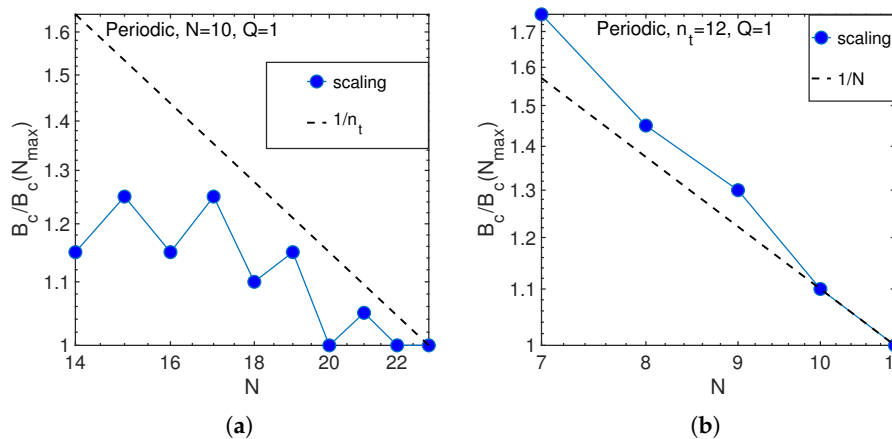 Periodic, N=10, Q=1
scaling
1/n_t
B_c/B_c(N_max)
1.6
1.5
1.4
1.3
1.2
1.1
1
14 16 18 20 22
N
(a)
Periodic, n_t=12, Q=1
scaling
1/N
B_c/B_c(N_max)
1.7
1.6
1.5
1.4
1.3
1.2
1.1
1
7 8 9 10
N
(b)